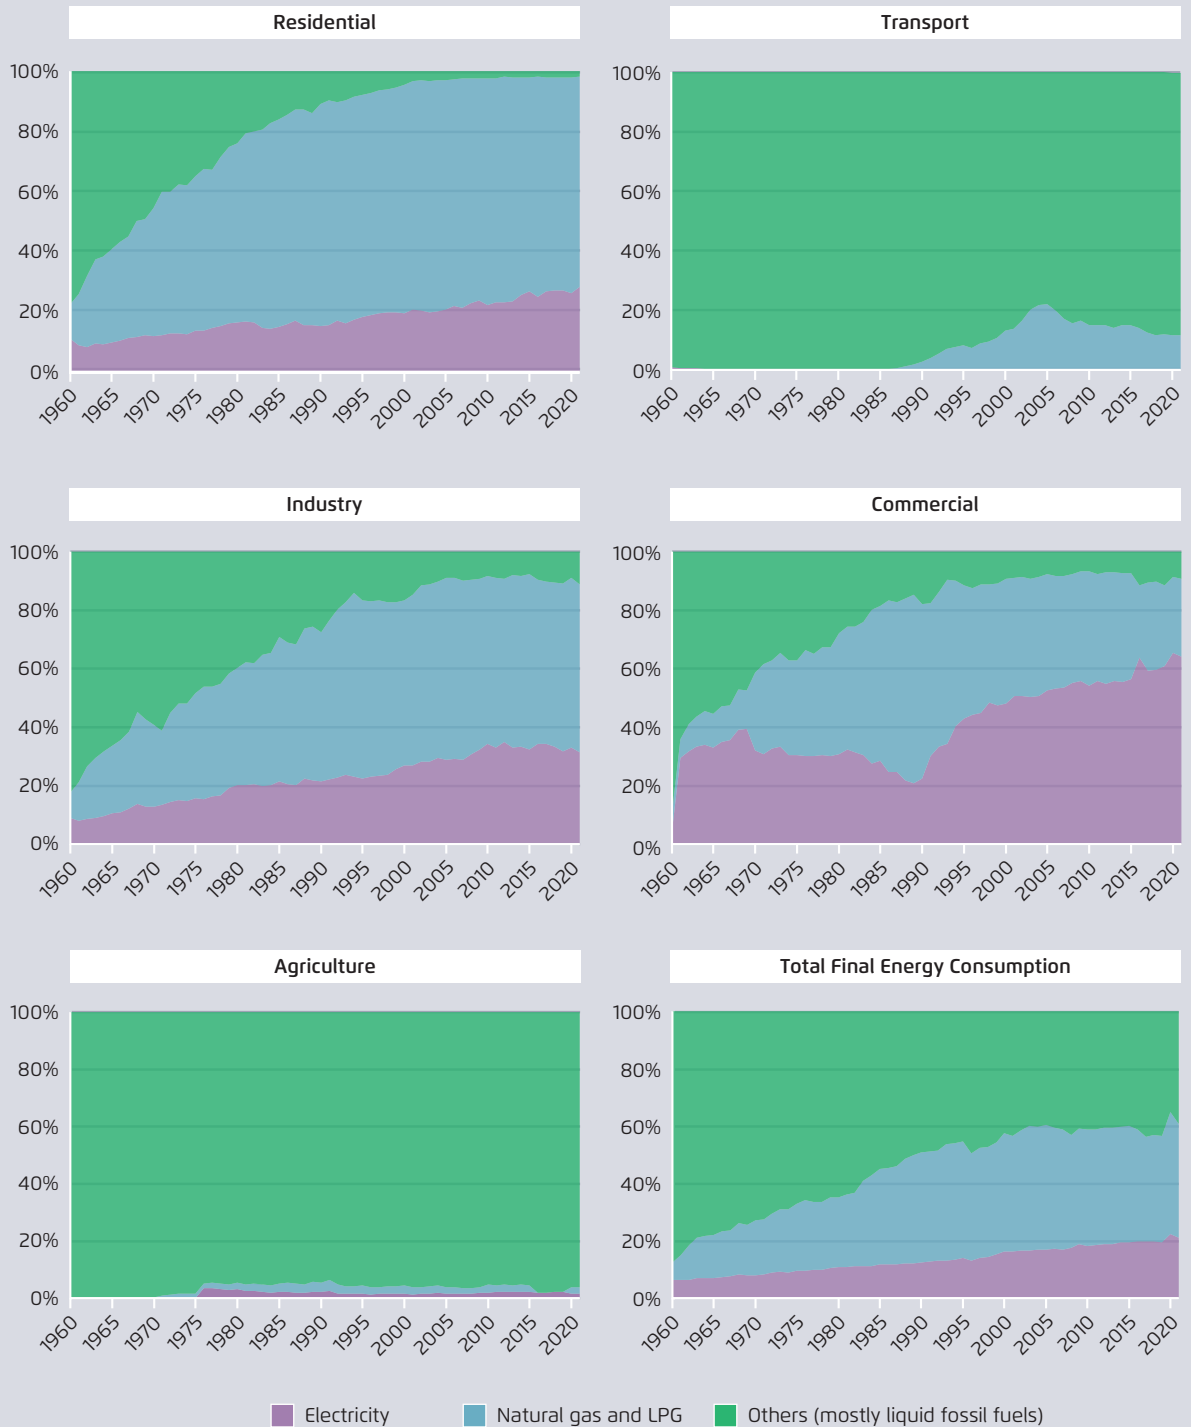 Residential
100%
80%
60%
40%
20%
0%
1960 1965 1970 1975 1980 1985 1990 1995 2000 2005 2010 2015 2020
Transport
100%
80%
60%
40%
20%
0%
1960 1965 1970 1975 1980 1985 1990 1995 2000 2005 2010 2015 2020
Industry
100%
80%
60%
40%
20%
0%
1960 1965 1970 1975 1980 1985 1990 1995 2000 2005 2010 2015 2020
Commercial
100%
80%
60%
40%
20%
0%
1960 1965 1970 1975 1980 1985 1990 1995 2000 2005 2010 2015 2020
Agriculture
100%
80%
60%
40%
20%
0%
1960 1965 1970 1975 1980 1985 1990 1995 2000 2005 2010 2015 2020
Total Final Energy Consumption
100%
80%
60%
40%
20%
0%
1960 1965 1970 1975 1980 1985 1990 1995 2000 2005 2010 2015 2020
Electricity Natural gas and LPG Others (mostly liquid fossil fuels)